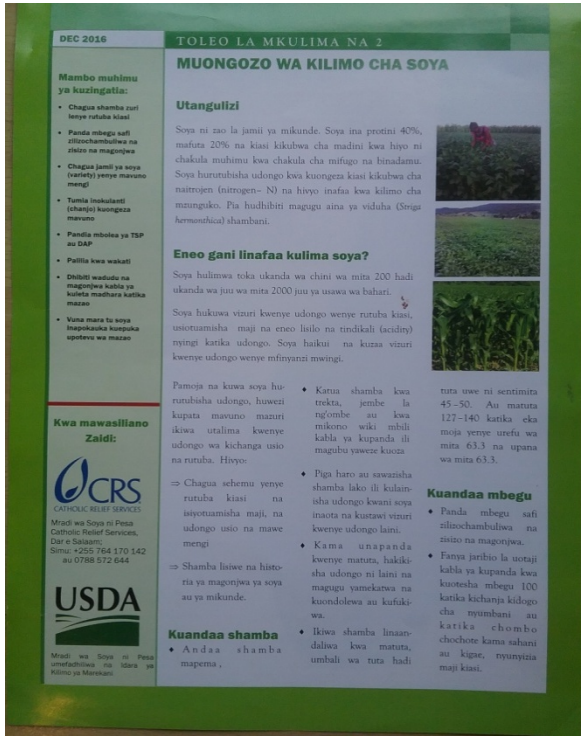 DEC 2016
TOLEO LA MKULIMA NA 2
MUONGOZO WA KILIMO CHA SOYA
Mambo muhimu
ya kuzingatia:
• Chagua shamba zuri
lenye rutuba kiasi
• Panda mbegu safi
zilizochambuliwa na
zisizo na magonjwa
• Chagua jamii ya soya
(variety) yenye mavuno
mengi
• Tumia inokulanti
(chanjo) kuongeza
mavuno
• Pandia mbolea ya TSP
au DAP
• Palilia kwa wakati
• Dhibiti wadudu na
magonjwa kabla ya
kuleta madhara katika
mazao
• Vuna mara tu soya
inapokauka kuepuka
upotevu wa mazao
Kwa mawasiliano
Zaidi:
CRS
CATHOLIC RELIEF SERVICES
Mradi wa Soya ni Pesa
Catholic Relief Services,
Dar e Salaam;
Simu: +255 764 170 142
au 0788 572 644
USDA
Mradi wa Soya ni Pesa
umefadhiliwa na Idara ya
Kilimo ya Marekani
Utangulizi
Soya ni zao la jamii ya mikunde. Soya ina protini 40%,
mafuta 20% na kiasi kikubwa cha madini kwa hiyo ni
chakula muhimu kwa chakula cha mifugo na binadamu.
Soya hurutubisha udongo kwa kuongeza kiasi kikubwa cha
naitrojen (nitrogen– N) na hivyo inafaa kwa kilimo cha
mzunguko. Pia hudhibiti magugu aina ya viduha (Striga
hermonthica) shambani.
Eneo gani linafaa kulima soya?
Soya hulimwa toka ukanda wa chini wa mita 200 hadi
ukanda wa juu wa mita 2000 juu ya usawa wa bahari.
Soya hukuwa vizuri kwenye udongo wenye rutuba kiasi,
usiotuamisha maji na eneo lisilo na tindikali (acidity)
nyingi katika udongo. Soya haikui na kuzaa vizuri
kwenye udongo wenye mfinyanzi mwingi.
Pamoja na kuwa soya hu-
rutubisha udongo, huwezi
kupata mavuno mazuri
ikiwa utalima kwenye
udongo wa kichanga usio
na rutuba. Hivyo:
⇒ Chagua sehemu yenye
rutuba kiasi na
isiyotuamisha maji, na
udongo usio na mawe
mengi
⇒ Shamba lisiwe na histo-
ria ya magonjwa ya soya
au ya mikunde.
Kuandaa shamba
♦ Andaa shamba
mapema ,
♦ Katua shamba kwa
trekta, jembe la
ng'ombe au kwa
mikono wiki mbili
kabla ya kupanda ili
magubu yaweze kuoza
♦ Piga haro au sawazisha
shamba lako ili kulain-
isha udongo kwani soya
inaota na kustawi vizuri
kwenye udongo laini.
♦ Kama unapanda
kwenye matuta, hakiki-
sha udongo ni laini na
magugu yamekatwa na
kuondolewa au kufuki-
wa.
♦ Ikiwa shamba linaan-
daliwa kwa matuta,
umbali wa tuta hadi
tuta uwe ni sentimita
45–50. Au matuta
127–140 katika eka
moja yenye urefu wa
mita 63.3 na upana
wa mita 63.3.
Kuandaa mbegu
♦ Panda mbegu safi
zilizochambuliwa na
zisizo na magonjwa.
♦ Fanya jaribio la uotaji
kabla ya kupanda kwa
kuotesha mbegu 100
katika kichanja kidogo
cha nyumbani au
katika chombo
chochote kama sahani
au kigae, nyunyizia
maji kiasi.